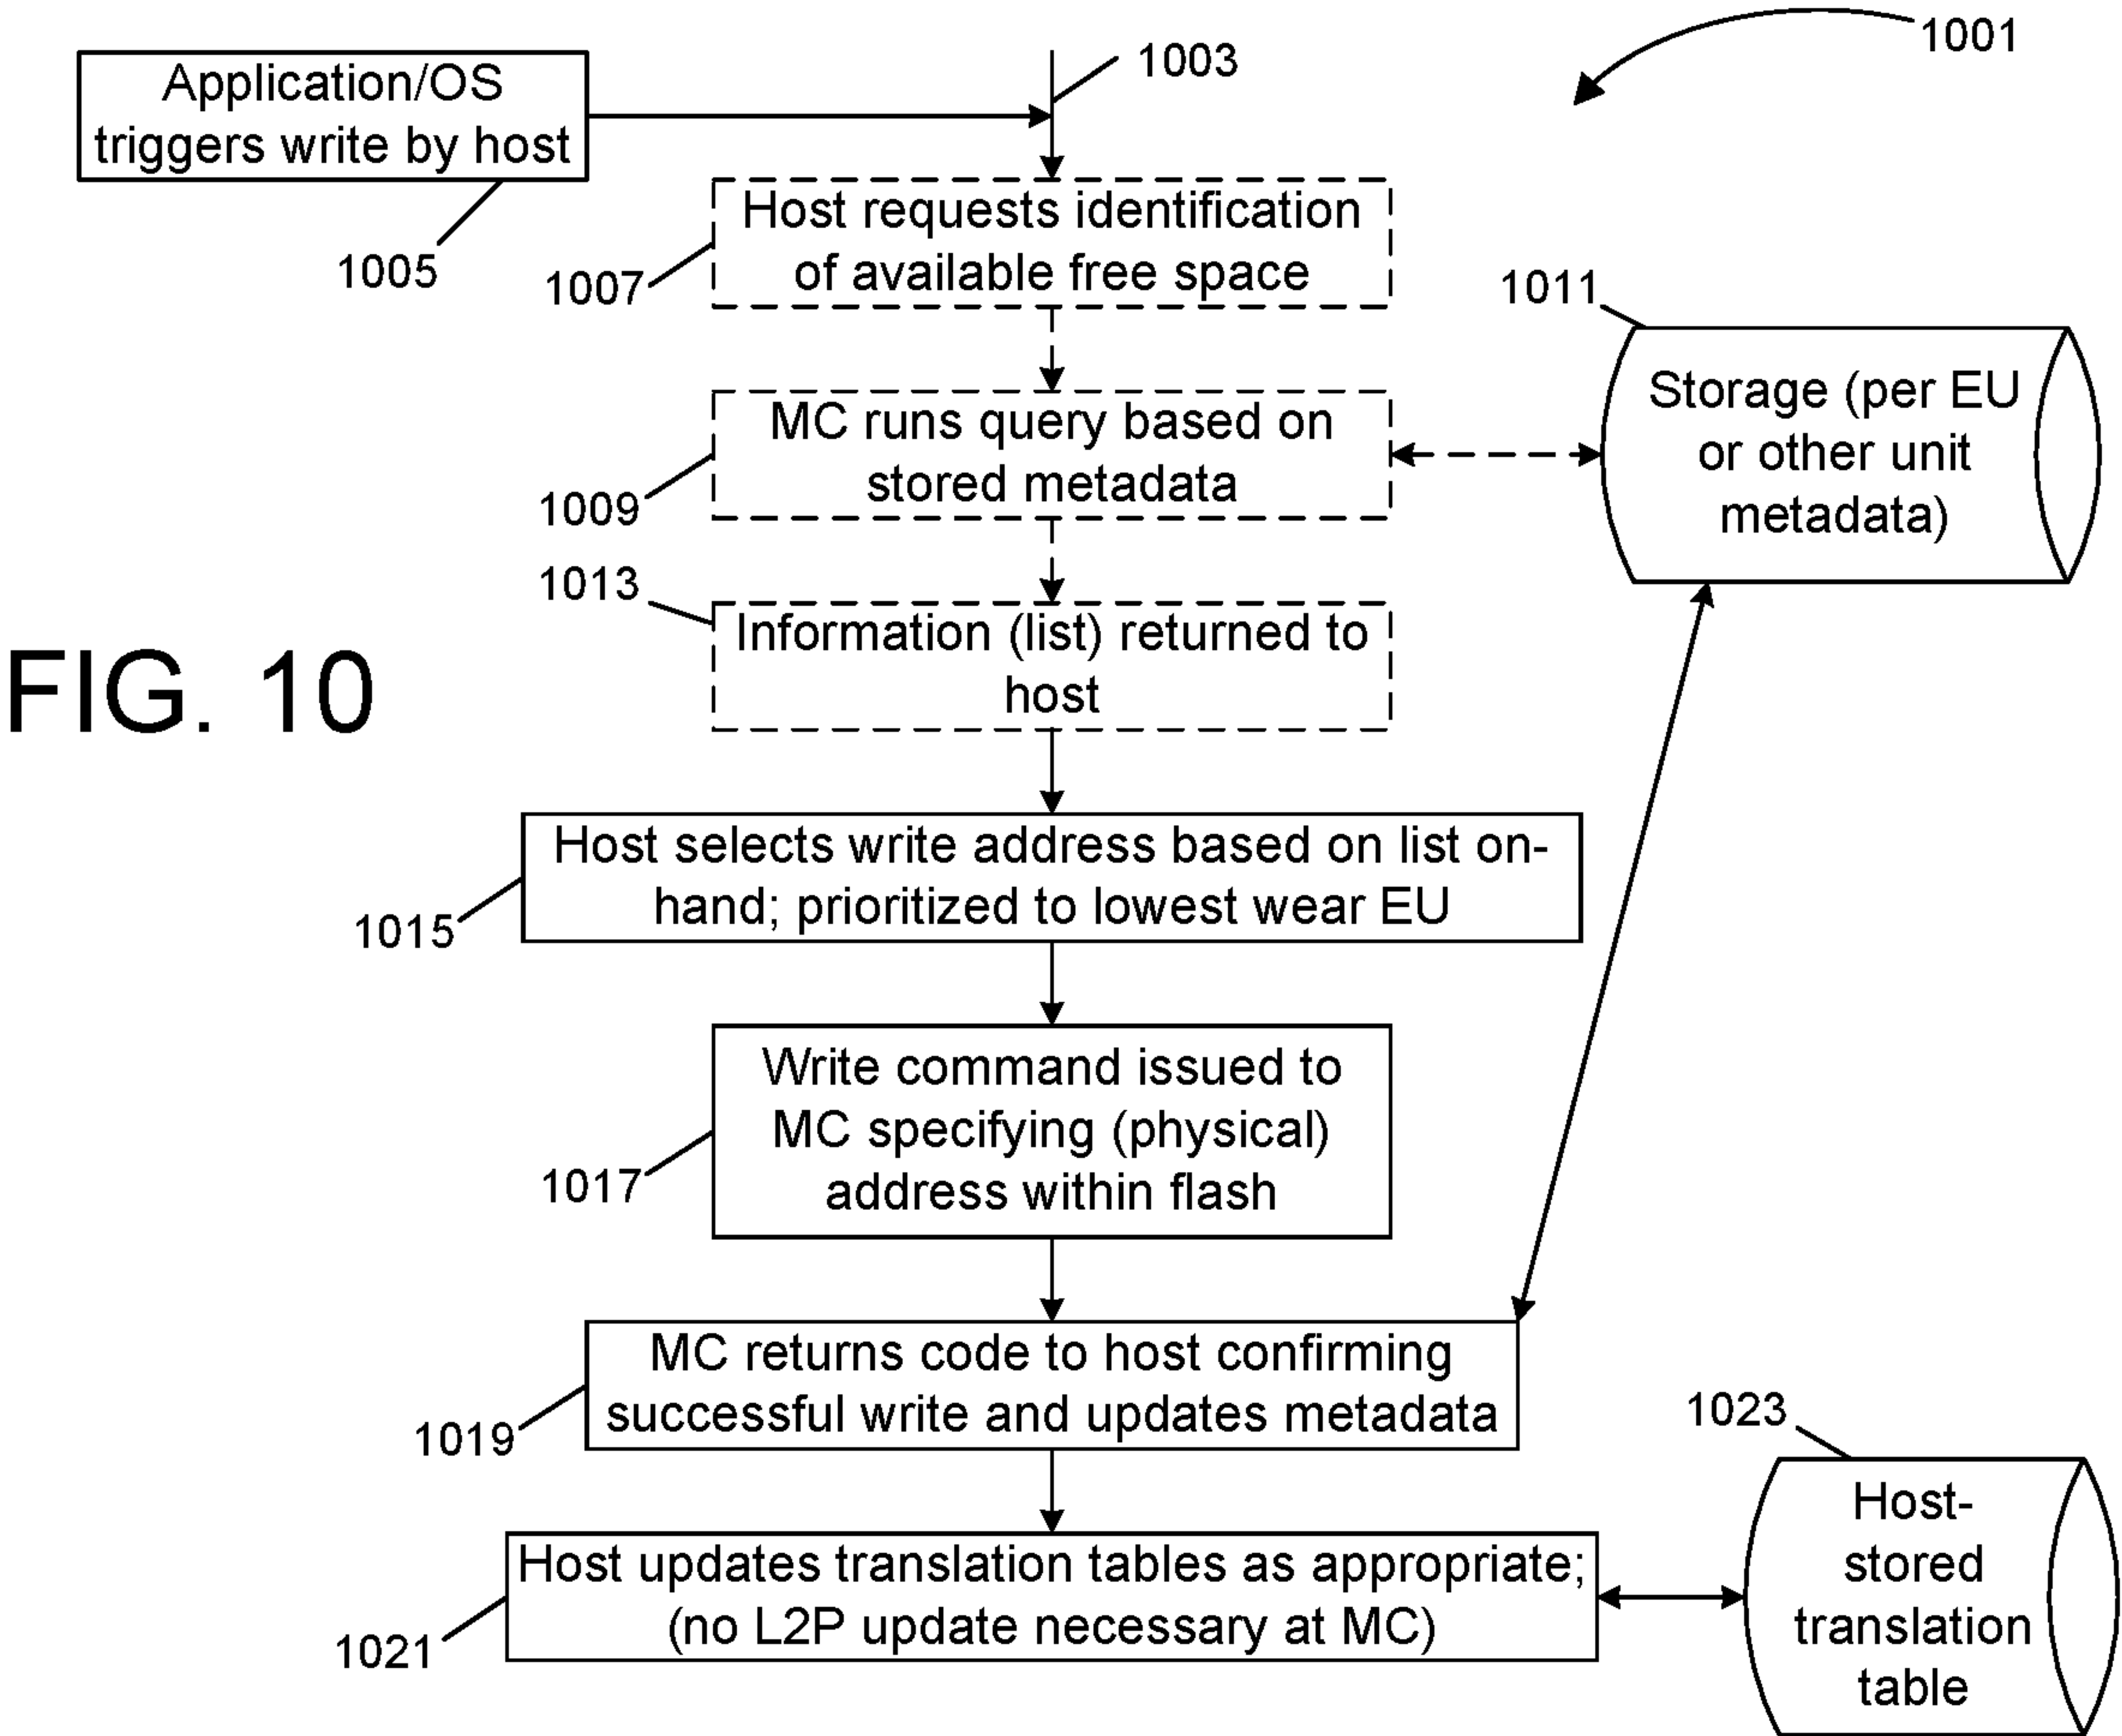 1001
1003
Application/OS
triggers write by host
1005
Host requests identification
of available free space
1007
1011
Storage (per EU
or other unit
metadata)
MC runs query based on
stored metadata
1009
1013
Information (list) returned to
host
FIG. 10
Host selects write address based on list on-
hand; prioritized to lowest wear EU
1015
Write command issued to
MC specifying (physical)
address within flash
1017
MC returns code to host confirming
successful write and updates metadata
1019
1023
Host-
stored
translation
table
Host updates translation tables as appropriate;
(no L2P update necessary at MC)
1021